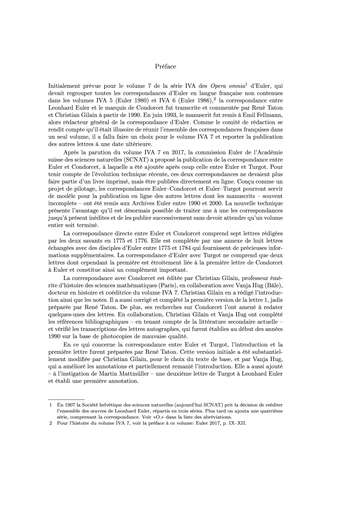 Préface
Initialement prévue pour le volume 7 de la série IVA des Opera omnia¹ d'Euler, qui
devait regrouper toutes les correspondances d'Euler en langue française non contenues
dans les volumes IVA 5 (Euler 1980) et IVA 6 (Euler 1986),² la correspondance entre
Leonhard Euler et le marquis de Condorcet fut transcrite et commentée par René Taton
et Christian Gilain à partir de 1990. En juin 1993, le manuscrit fut remis à Emil Fellmann,
alors rédacteur général de la correspondance d'Euler. Comme le comité de rédaction se
rendit compte qu'il était illusoire de réunir l'ensemble des correspondances françaises dans
un seul volume, il a fallu faire un choix pour le volume IVA 7 et reporter la publication
des autres lettres à une date ultérieure.
Après la parution du volume IVA 7 en 2017, la commission Euler de l'Académie
suisse des sciences naturelles (SCNAT) a proposé la publication de la correspondance entre
Euler et Condorcet, à laquelle a été ajoutée après coup celle entre Euler et Turgot. Pour
tenir compte de l'évolution technique récente, ces deux correspondances ne devaient plus
faire partie d'un livre imprimé, mais être publiées directement en ligne. Conçu comme un
projet de pilotage, les correspondances Euler–Condorcet et Euler–Turgot pourront servir
de modèle pour la publication en ligne des autres lettres dont les manuscrits – souvent
incomplets – ont été remis aux Archives Euler entre 1990 et 2000. La nouvelle technique
présente l'avantage qu'il est désormais possible de traiter une à une les correspondances
jusqu'à présent inédites et de les publier successivement sans devoir attendre qu'un volume
entier soit terminé.
La correspondance directe entre Euler et Condorcet comprend sept lettres rédigées
par les deux savants en 1775 et 1776. Elle est complétée par une annexe de huit lettres
échangées avec des disciples d'Euler entre 1775 et 1784 qui fournissent de précieuses infor-
mations supplémentaires. La correspondance d'Euler avec Turgot ne comprend que deux
lettres dont cependant la première est étroitement liée à la première lettre de Condorcet
à Euler et constitue ainsi un complément important.
La correspondance avec Condorcet est éditée par Christian Gilain, professeur émé-
rite d'histoire des sciences mathématiques (Paris), en collaboration avec Vanja Hug (Bâle),
docteur en histoire et coéditrice du volume IVA 7. Christian Gilain en a rédigé l'introduc-
tion ainsi que les notes. Il a aussi corrigé et complété la première version de la lettre 1, jadis
préparée par René Taton. De plus, ses recherches sur Condorcet l'ont amené à redater
quelques-unes des lettres. En collaboration, Christian Gilain et Vanja Hug ont complété
les références bibliographiques – en tenant compte de la littérature secondaire actuelle –
et vérifié les transcriptions des lettres autographes, qui furent établies au début des années
1990 sur la base de photocopies de mauvaise qualité.
En ce qui concerne la correspondance entre Euler et Turgot, l'introduction et la
première lettre furent préparées par René Taton. Cette version initiale a été substantiel-
lement modifiée par Christian Gilain, pour le choix du texte de base, et par Vanja Hug,
qui a amélioré les annotations et partiellement remanié l'introduction. Elle a aussi ajouté
– à l'instigation de Martin Mattmüller – une deuxième lettre de Turgot à Leonhard Euler
et établi une première annotation.
1 En 1907 la Société helvétique des sciences naturelles (aujourd'hui SCNAT) prit la décision de rééditer
l'ensemble des œuvres de Leonhard Euler, répartis en trois séries. Plus tard on ajouta une quatrième
série, comprenant la correspondance. Voir «O.» dans la liste des abréviations.
2 Pour l'histoire du volume IVA 7, voir la préface à ce volume: Euler 2017, p. IX–XII.